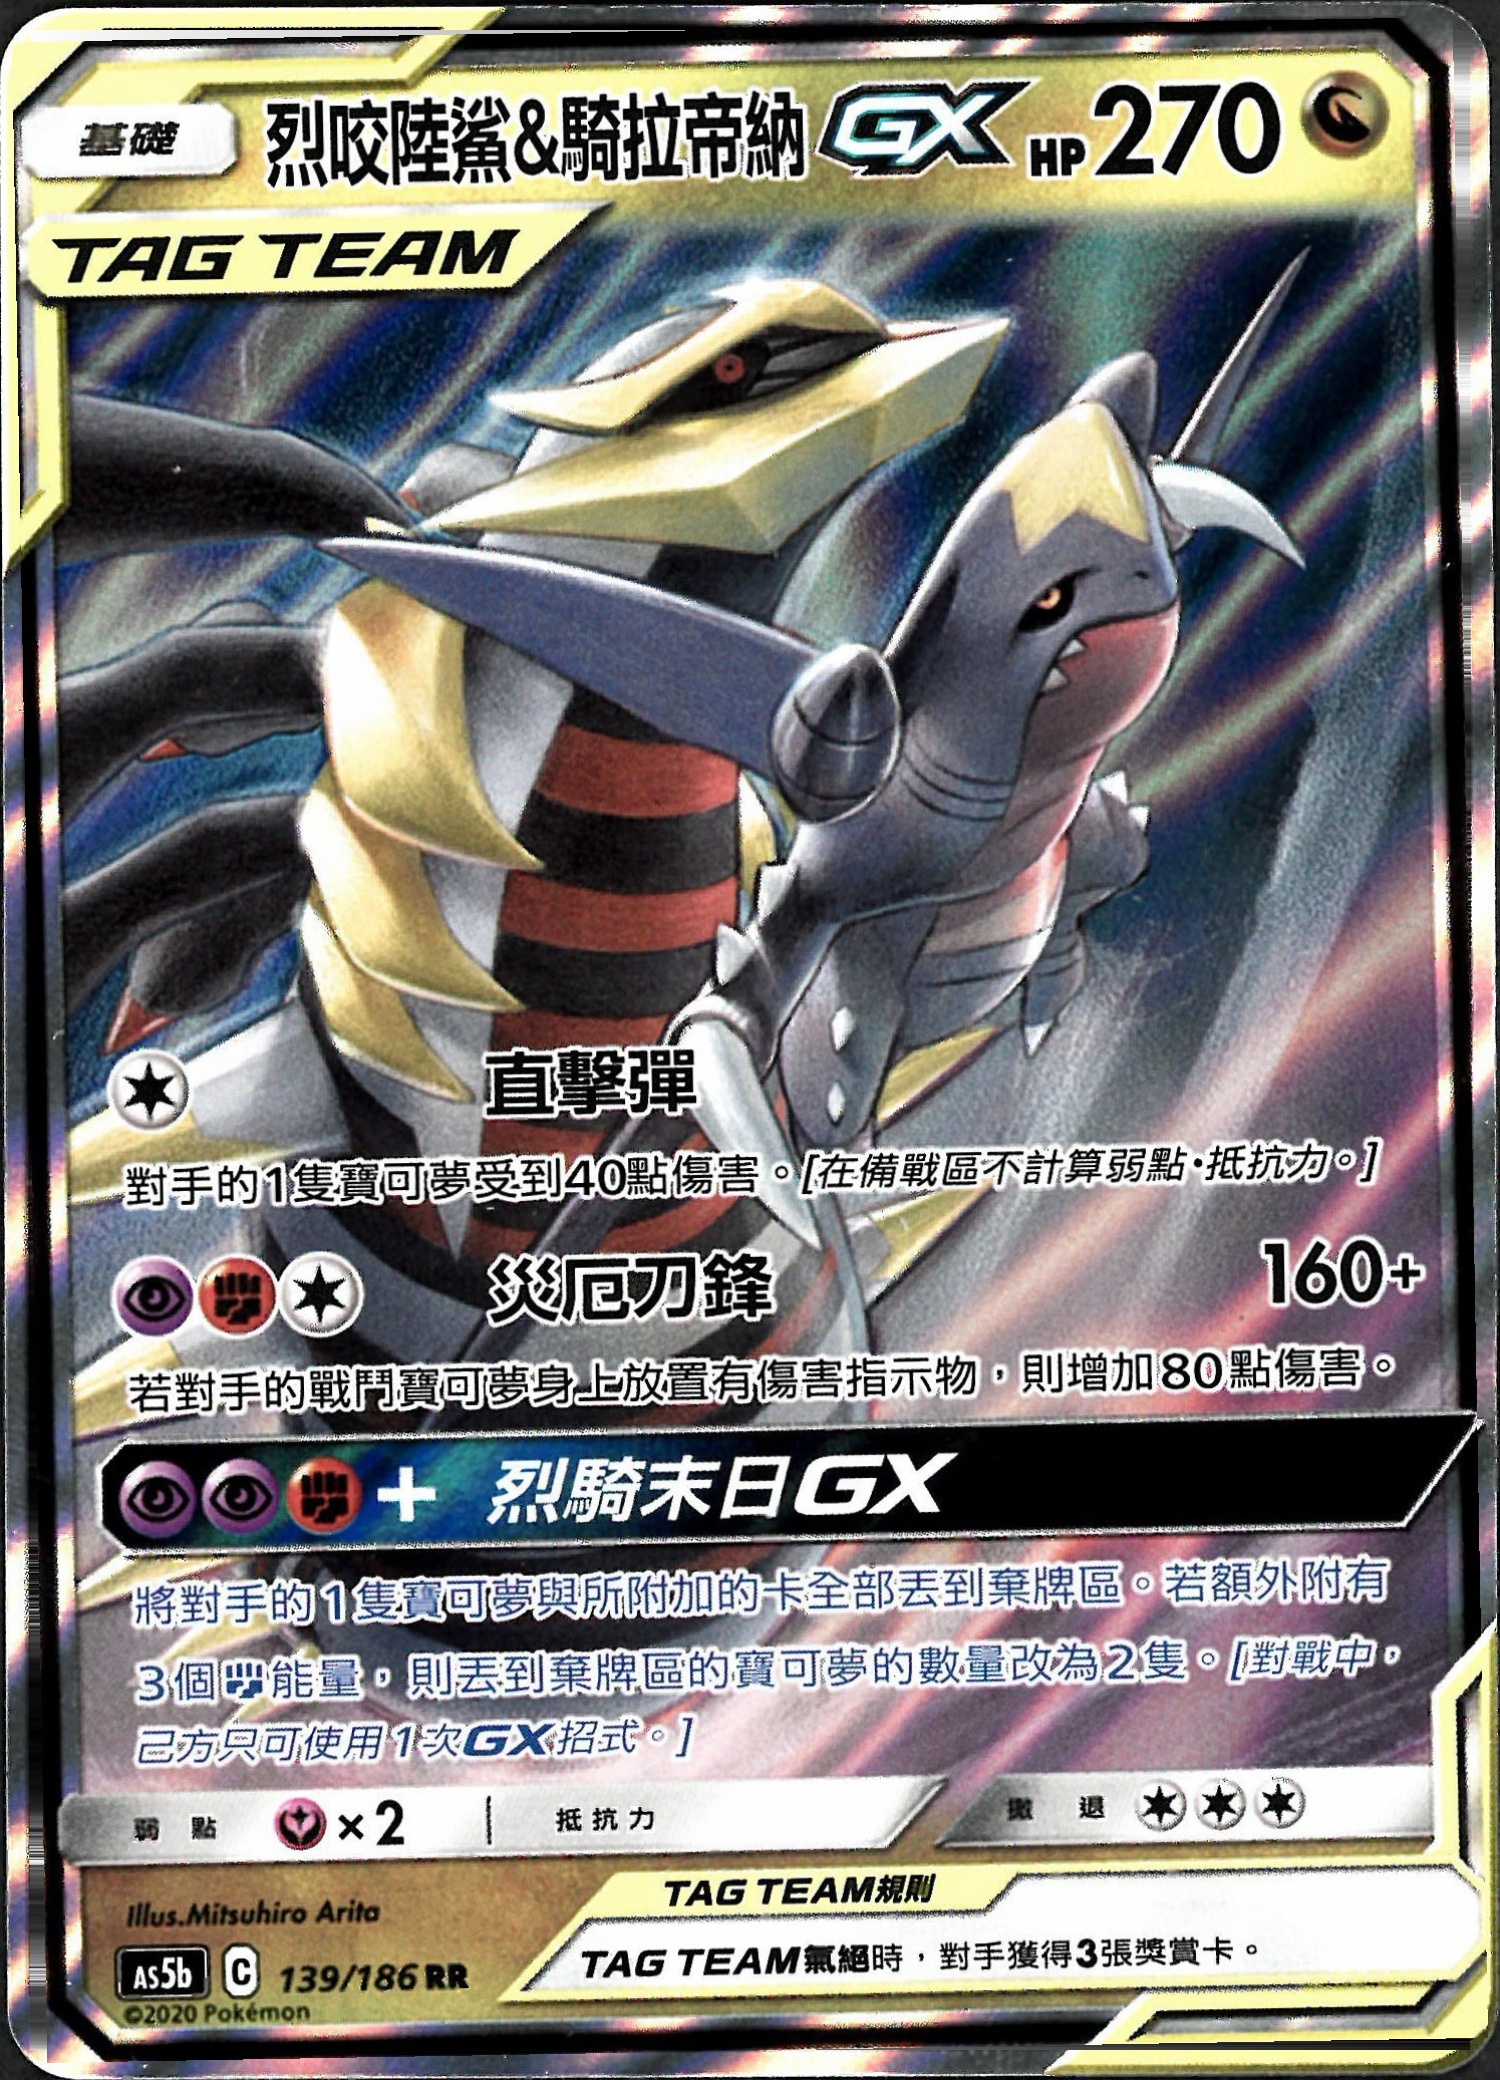 基礎 烈咬陸鯊&騎拉帝納GX HP270
TAG TEAM
直擊彈
對手的1隻寶可夢受到40點傷害。[在備戰區不計算弱點·抵抗力。]
災厄刀鋒 160+
若對手的戰鬥寶可夢身上放置有傷害指示物，則增加80點傷害。
+ 烈騎末日GX
將對手的1隻寶可夢與所附加的卡全部丟到棄牌區。若額外附有
3個能量，則丟到棄牌區的寶可夢的數量改為2隻。[對戰中，
己方只可使用1次GX招式。]
弱點 ×2 抵抗力 撤退
Illus.Mitsuhiro Arita
TAG TEAM規則
TAG TEAM氣絕時，對手獲得3張獎賞卡。
AS5b C 139/186 RR
©2020 Pokémon